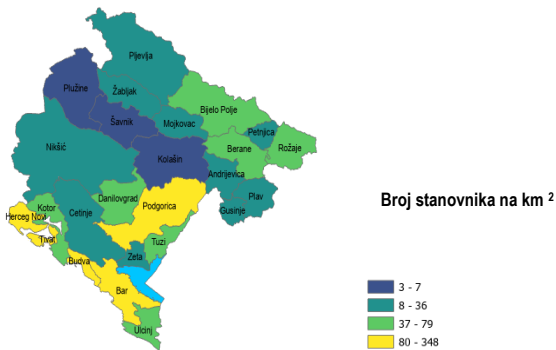 Pljevlja
Plužine
Žabljak
Bijelo Polje
Šavnik
Mojkovac
Petnjica
Nikšić
Berane
Rožaje
Kolašin
Andrijevica
Plav
Danilovgrad
Kotor
Podgorica
Gusinje
Herceg Novi
Cetinje
Tivat
Tuzi
Budva
Zeta
Bar
Ulcinj
Broj stanovnika na km ²
3 - 7
8 - 36
37 - 79
80 - 348